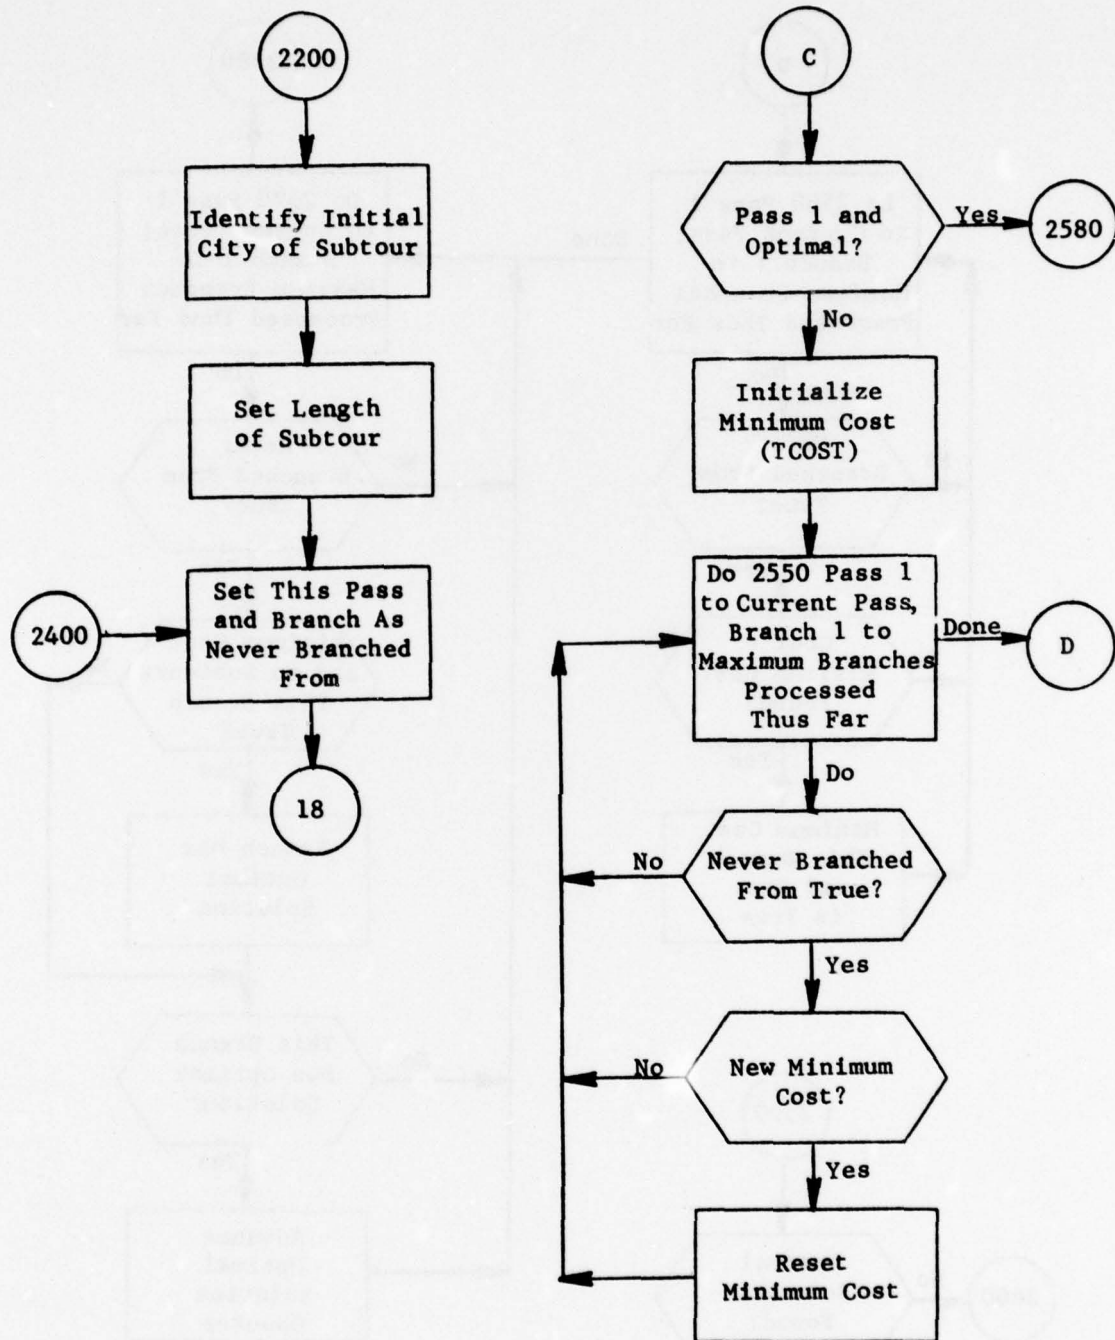 2200
Identify Initial
City of Subtour
Set Length
of Subtour
2400
Set This Pass
and Branch As
Never Branched
From
18
C
Pass 1 and
Optimal?
Yes
2580
No
Initialize
Minimum Cost
(TCOST)
Do 2550 Pass 1
to Current Pass,
Branch 1 to
Maximum Branches
Processed
Thus Far
Done
D
Do
Never Branched
From True?
No
Yes
New Minimum
Cost?
No
Yes
Reset
Minimum Cost